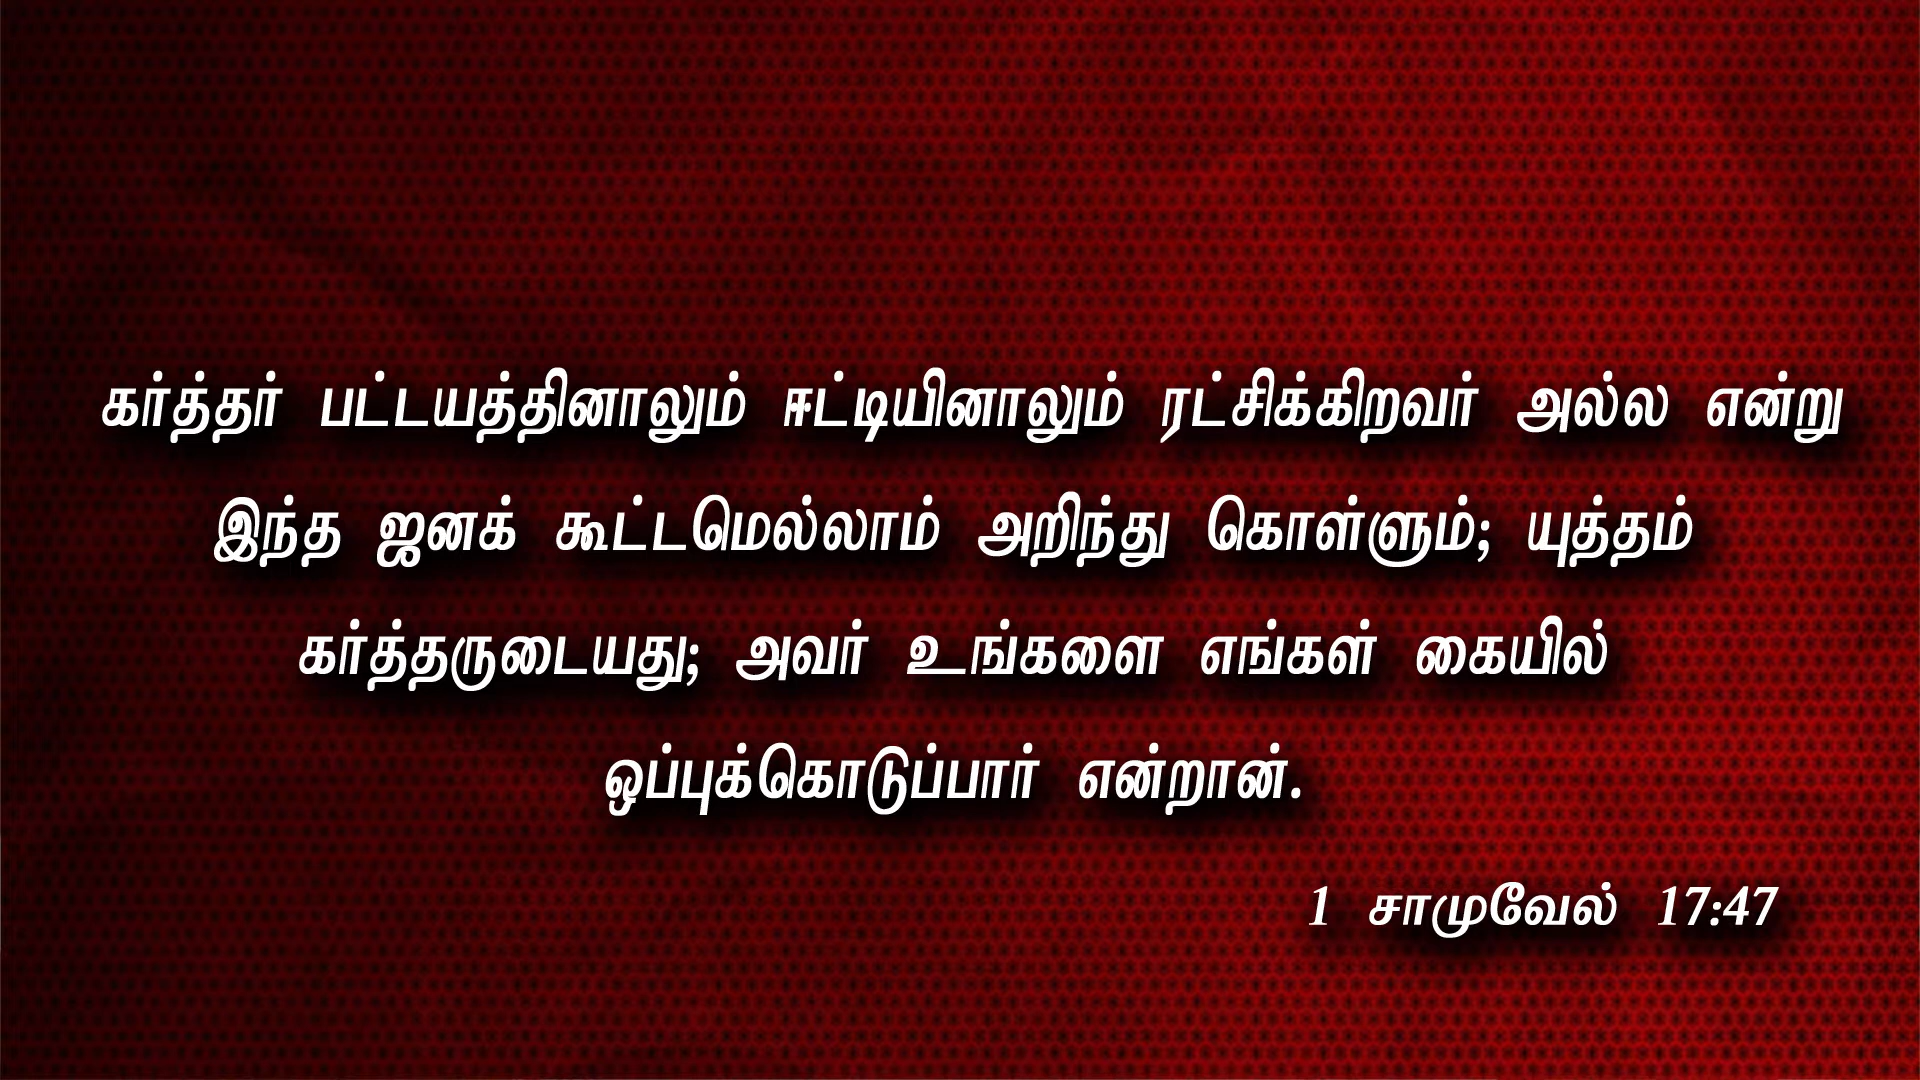 கர்த்தர் பட்டயத்தினாலும் ஈட்டியினாலும் ரட்சிக்கிறவர் அல்ல என்று
இந்த ஜனக் கூட்டமெல்லாம் அறிந்து கொள்ளும்; யுத்தம்
கர்த்தருடையது; அவர் உங்களை எங்கள் கையில்
ஒப்புக்கொடுப்பார் என்றான்.
1 சாமுவேல் 17:47